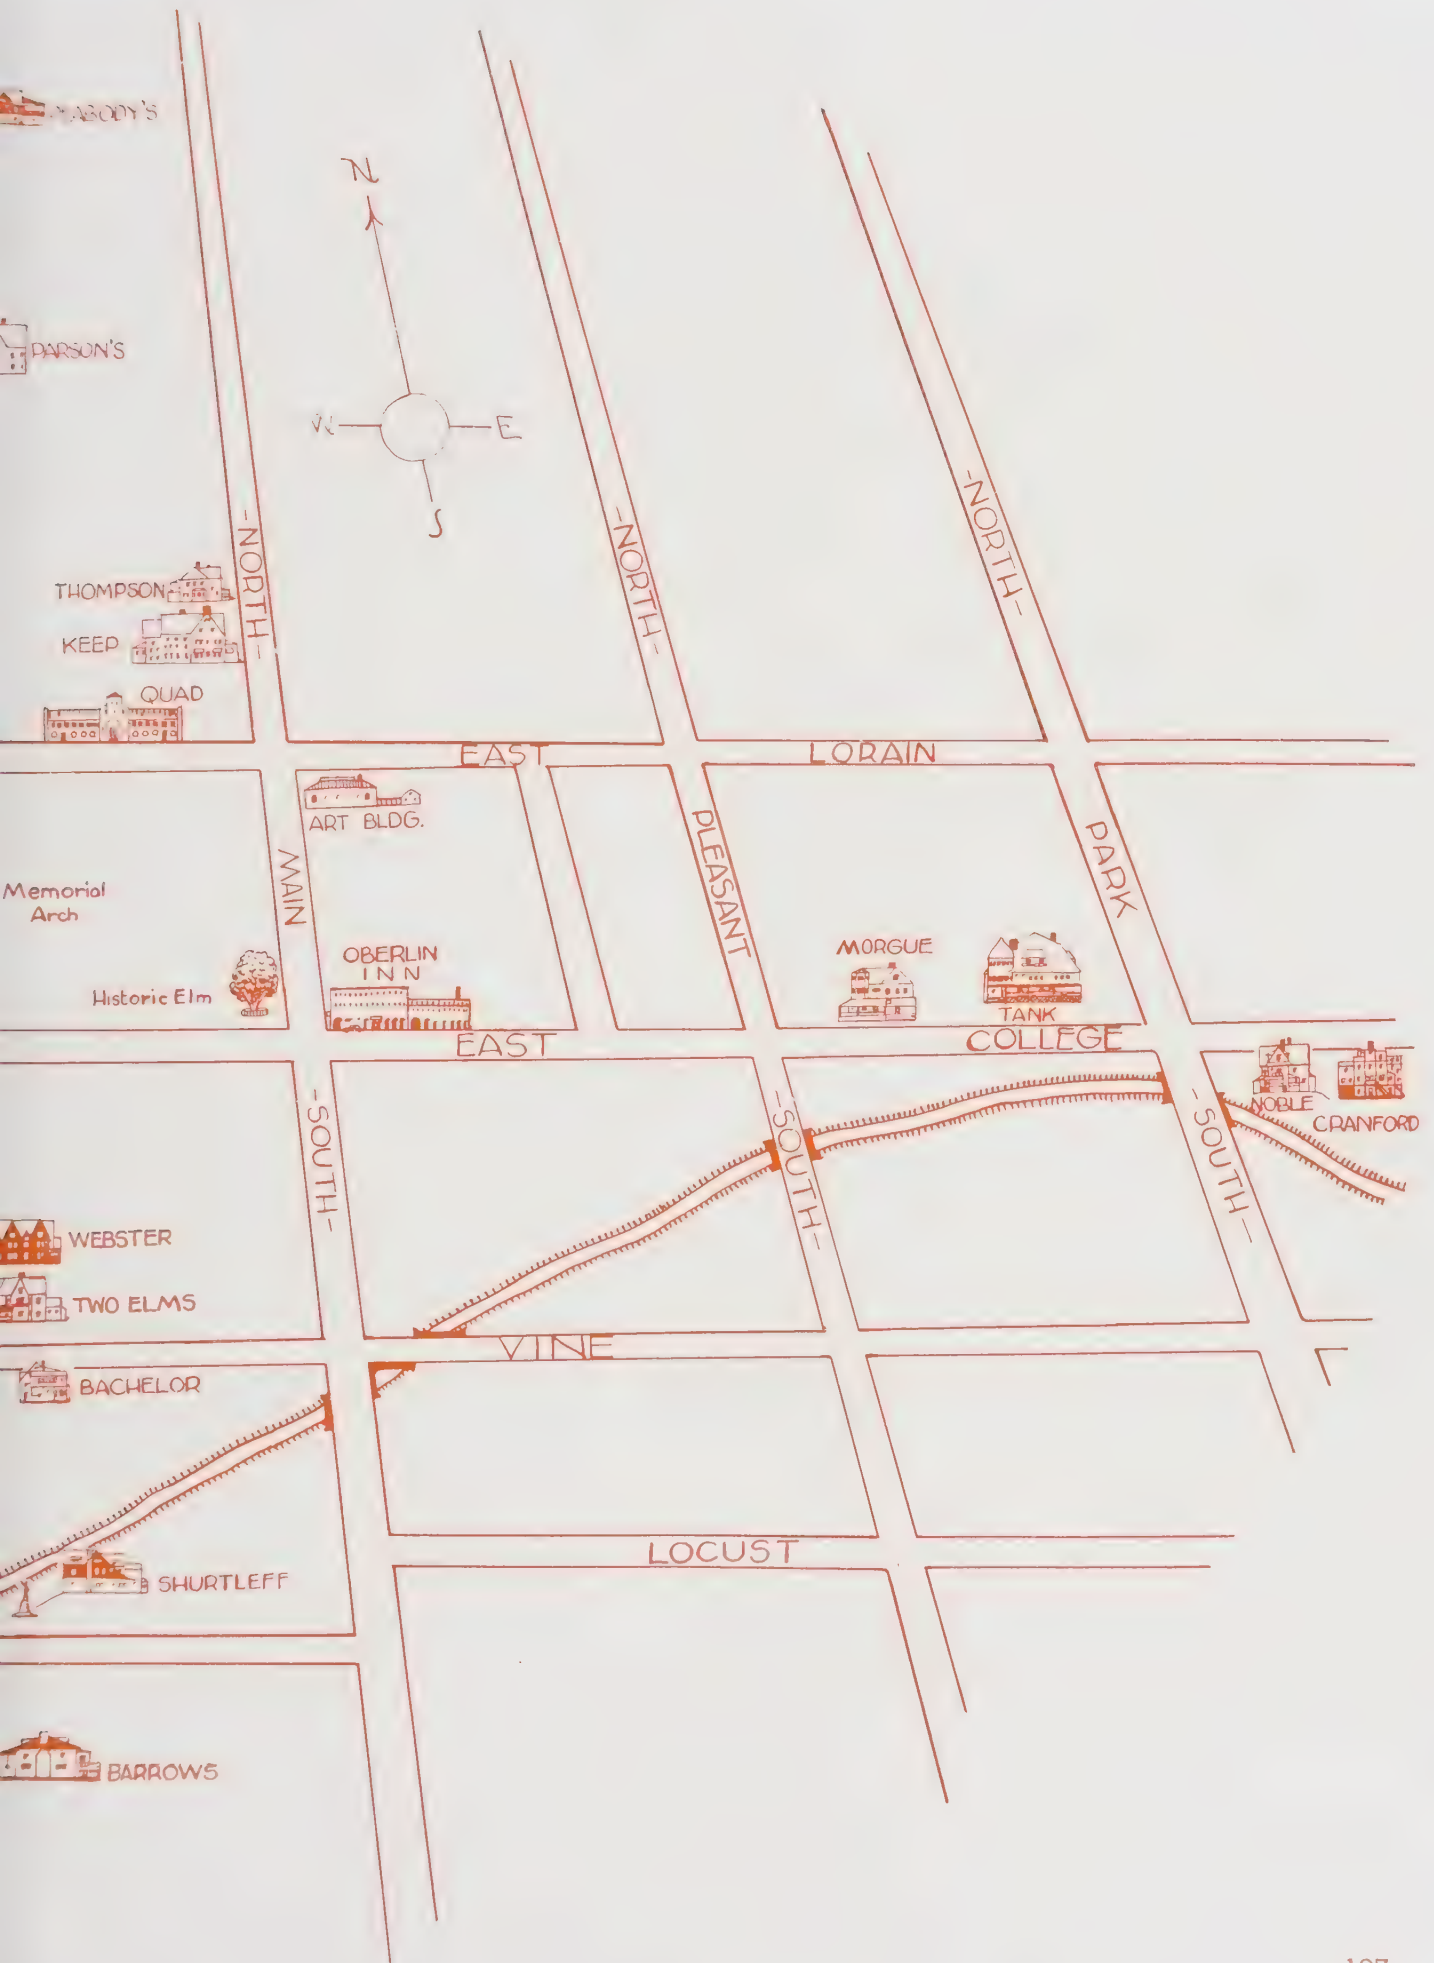 PEABODY'S
N
PARSON'S
W
E
S
-NORTH-
-NORTH-
-NORTH-
THOMPSON
KEEP
QUAD
EAST
LORAIN
ART BLDG.
MAIN
PLEASANT
PARK
Memorial
Arch
Historic Elm
OBERLIN
INN
MORGUE
TANK
EAST
COLLEGE
-SOUTH-
-SOUTH-
-SOUTH-
NOBLE
CRANFORD
WEBSTER
TWO ELMS
VINE
BACHELOR
LOCUST
SHURTLEFF
BARROWS